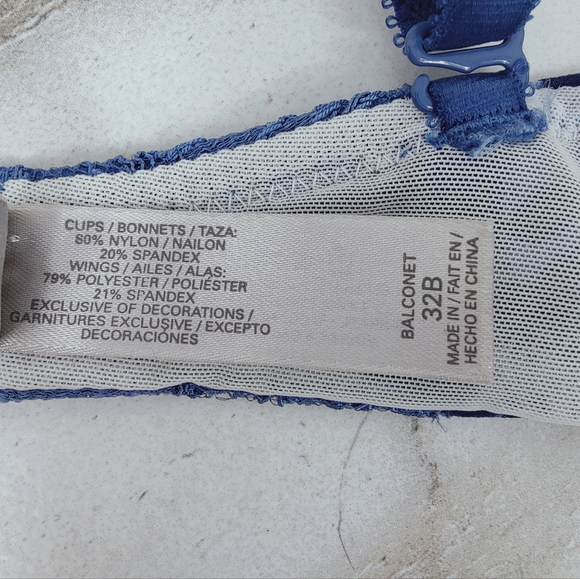 CUPS / BONNETS / TAZA:
80% NYLON / NAILON
20% SPANDEX
WINGS / AILES / ALAS:
79% POLYESTER / POLIÉSTER
21% SPANDEX
EXCLUSIVE OF DECORATIONS /
GARNITURES EXCLUSIVE / EXCEPTO
DECORACIÓNES
BALCONET
32B
MADE IN / FAIT EN /
HECHO EN CHINA